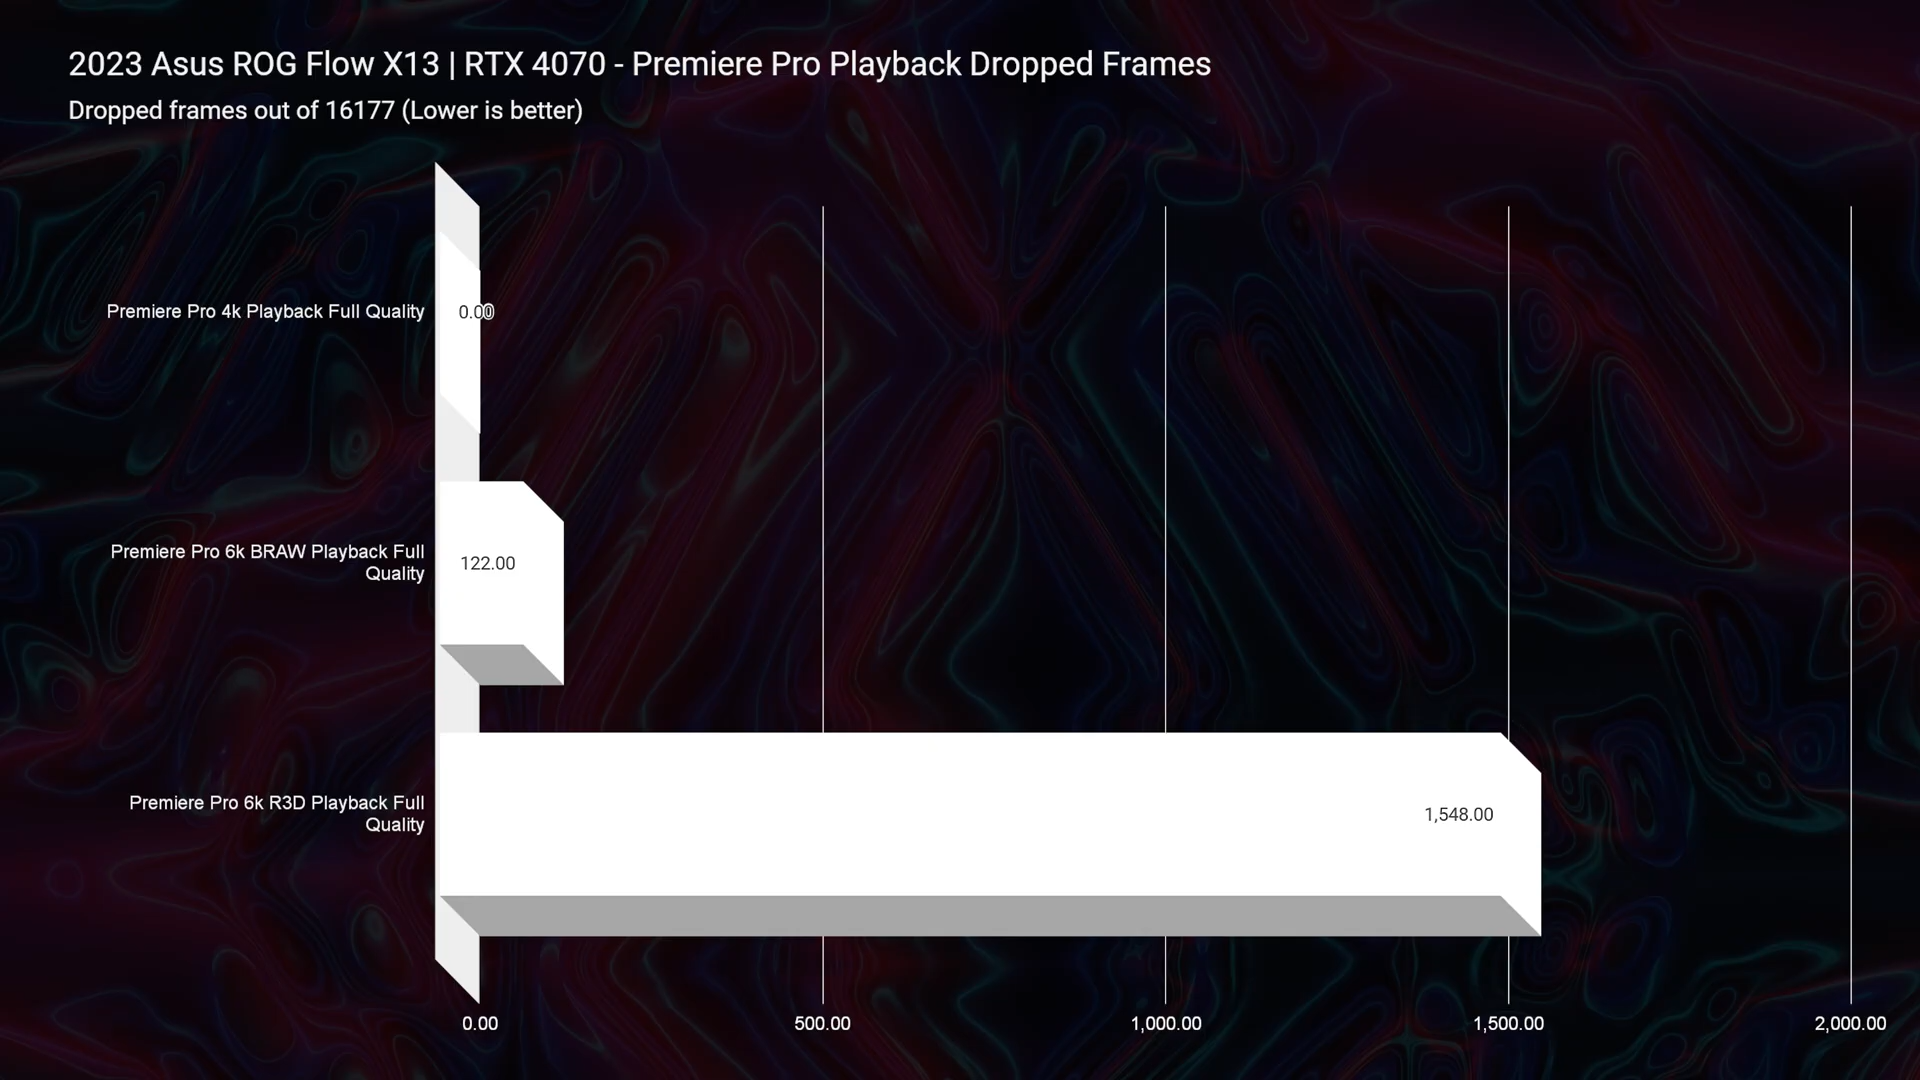 2023 Asus ROG Flow X13 | RTX 4070 - Premiere Pro Playback Dropped Frames
Dropped frames out of 16177 (Lower is better)
Premiere Pro 4k Playback Full Quality
0.00
Premiere Pro 6k BRAW Playback Full
Quality
122.00
Premiere Pro 6k R3D Playback Full
Quality
1,548.00
0.00
500.00
1,000.00
1,500.00
2,000.00